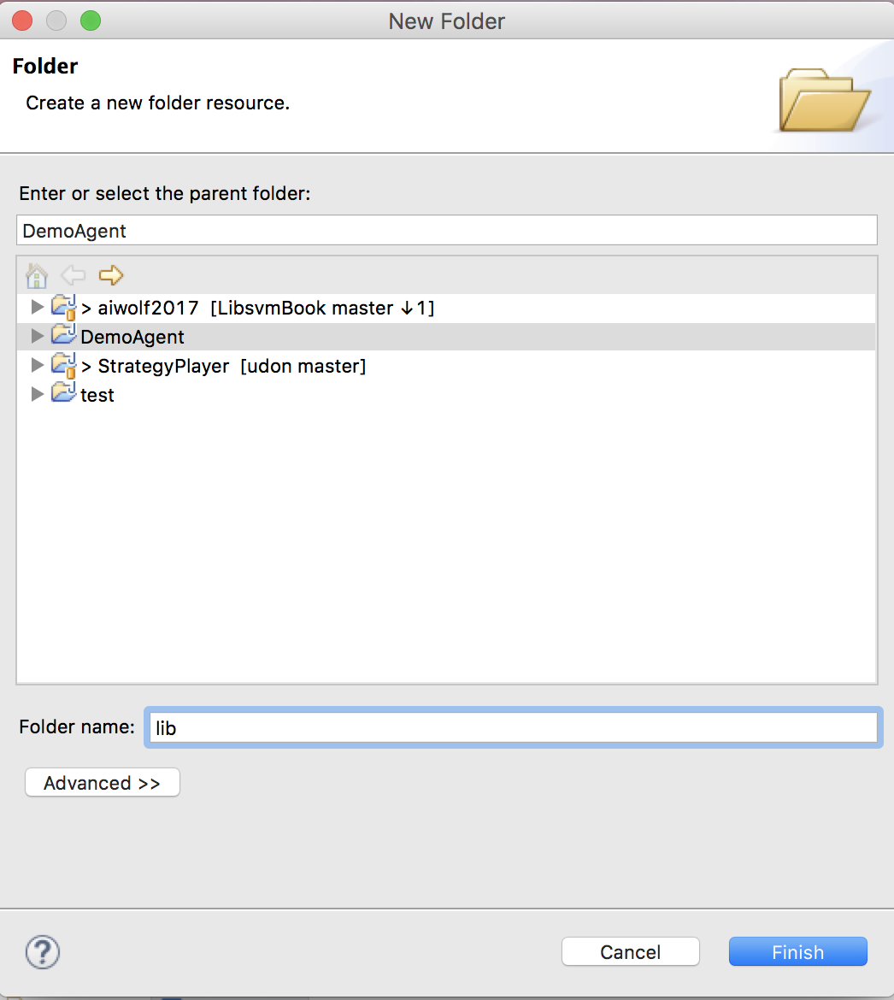 New Folder
Folder
Create a new folder resource.
Enter or select the parent folder:
DemoAgent
> aiwolf2017 [LibsvmBook master ↓1]
DemoAgent
> StrategyPlayer [udon master]
test
Folder name: lib
Advanced >>
? Cancel Finish